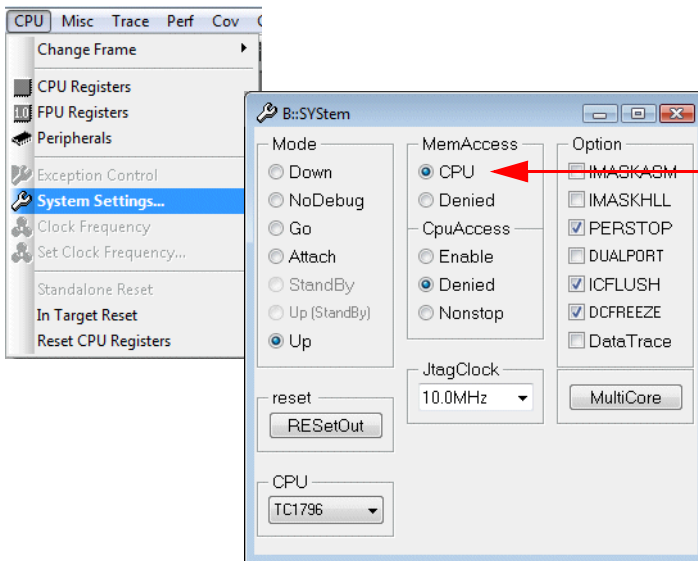 CPU Misc Trace Perf Cov
Change Frame
CPU Registers
FPU Registers
Peripherals
Exception Control
System Settings...
Clock Frequency
Set Clock Frequency...
Standalone Reset
In Target Reset
Reset CPU Registers
B::SYStem
Mode
Down
NoDebug
Go
Attach
StandBy
Up (StandBy)
Up
reset
RESetOut
CPU
TC1796
MemAccess
CPU
Denied
CpuAccess
Enable
Denied
Nonstop
JtagClock
10.0MHz
Option
IMASKASM
IMASKHLL
PERSTOP
DUALPORT
ICFLUSH
DCFREEZE
DataTrace
MultiCore